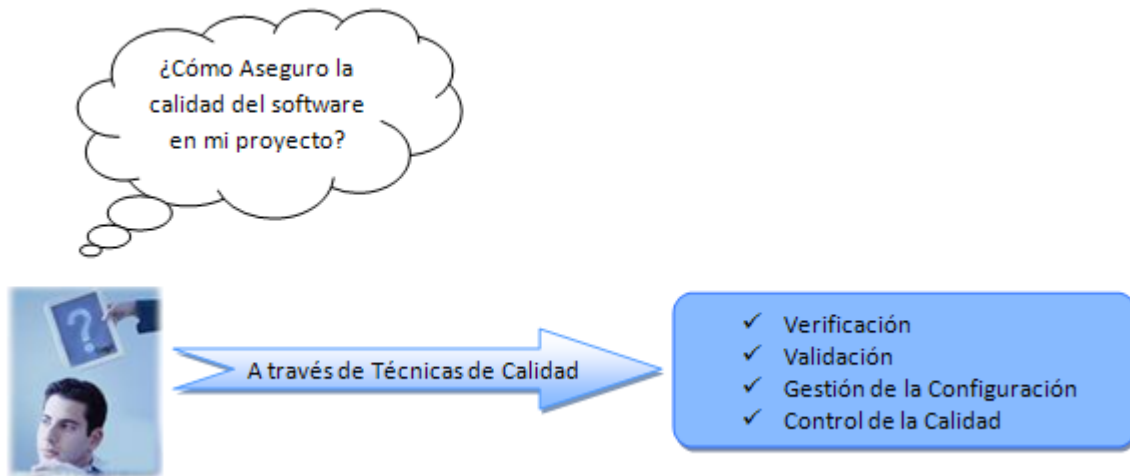 ¿Cómo Aseguro la
calidad del software
en mi proyecto?
?
A través de Técnicas de Calidad
✓ Verificación
✓ Validación
✓ Gestión de la Configuración
✓ Control de la Calidad